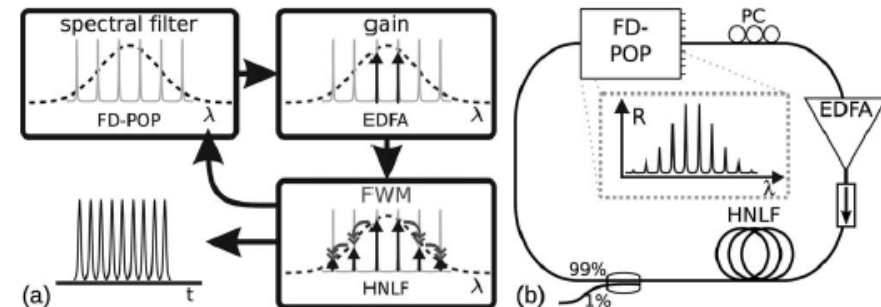 spectral filter
λ
FD-POP
gain
λ
EDFA
FWM
λ
HNLF
t
(a)
FD-
POP
PC
EDFA
R
λ
HNLF
99%
1%
(b)